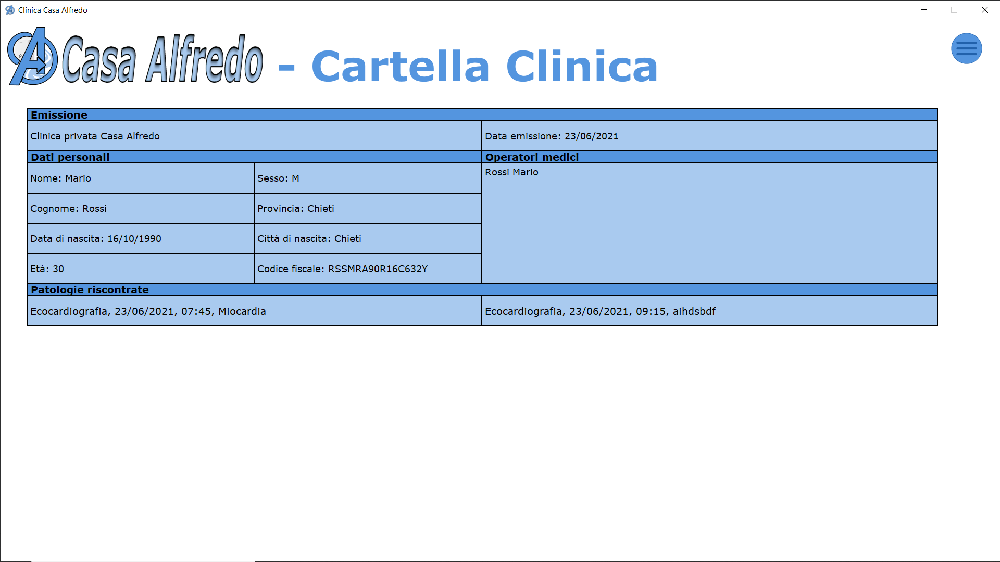 Clinica Casa Alfredo
Casa Alfredo - Cartella Clinica
Emissione
Clinica privata Casa Alfredo
Data emissione: 23/06/2021
Dati personali
Operatori medici
Nome: Mario
Sesso: M
Rossi Mario
Cognome: Rossi
Provincia: Chieti
Data di nascita: 16/10/1990
Città di nascita: Chieti
Età: 30
Codice fiscale: RSSMRA90R16C632Y
Patologie riscontrate
Ecocardiografia, 23/06/2021, 07:45, Miocardia
Ecocardiografia, 23/06/2021, 09:15, aihdsbdf